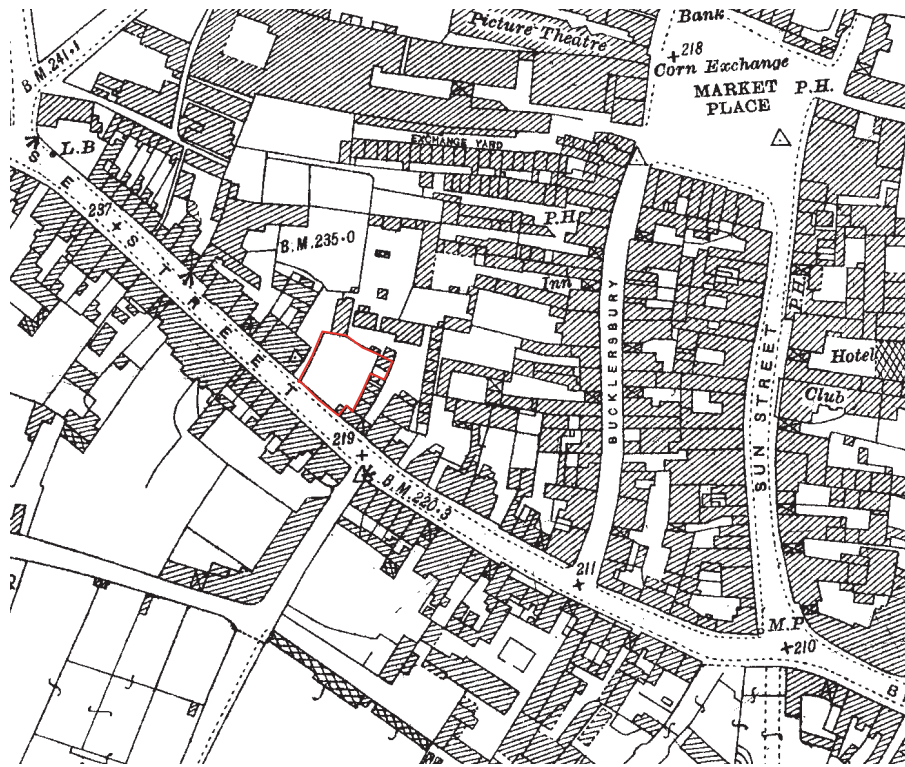 Bank
Picture Theatre
+218
Corn Exchange
MARKET
PLACE
P.H.
B.M.241·1
EXCHANGE YARD
L.B
237
S
STREET
B.M.235·0
P.H.
Inn
P.H.
BUCKLERSBURY
SUN STREET
Hotel
Club
219
B.M.220·3
211
M.P
210
B